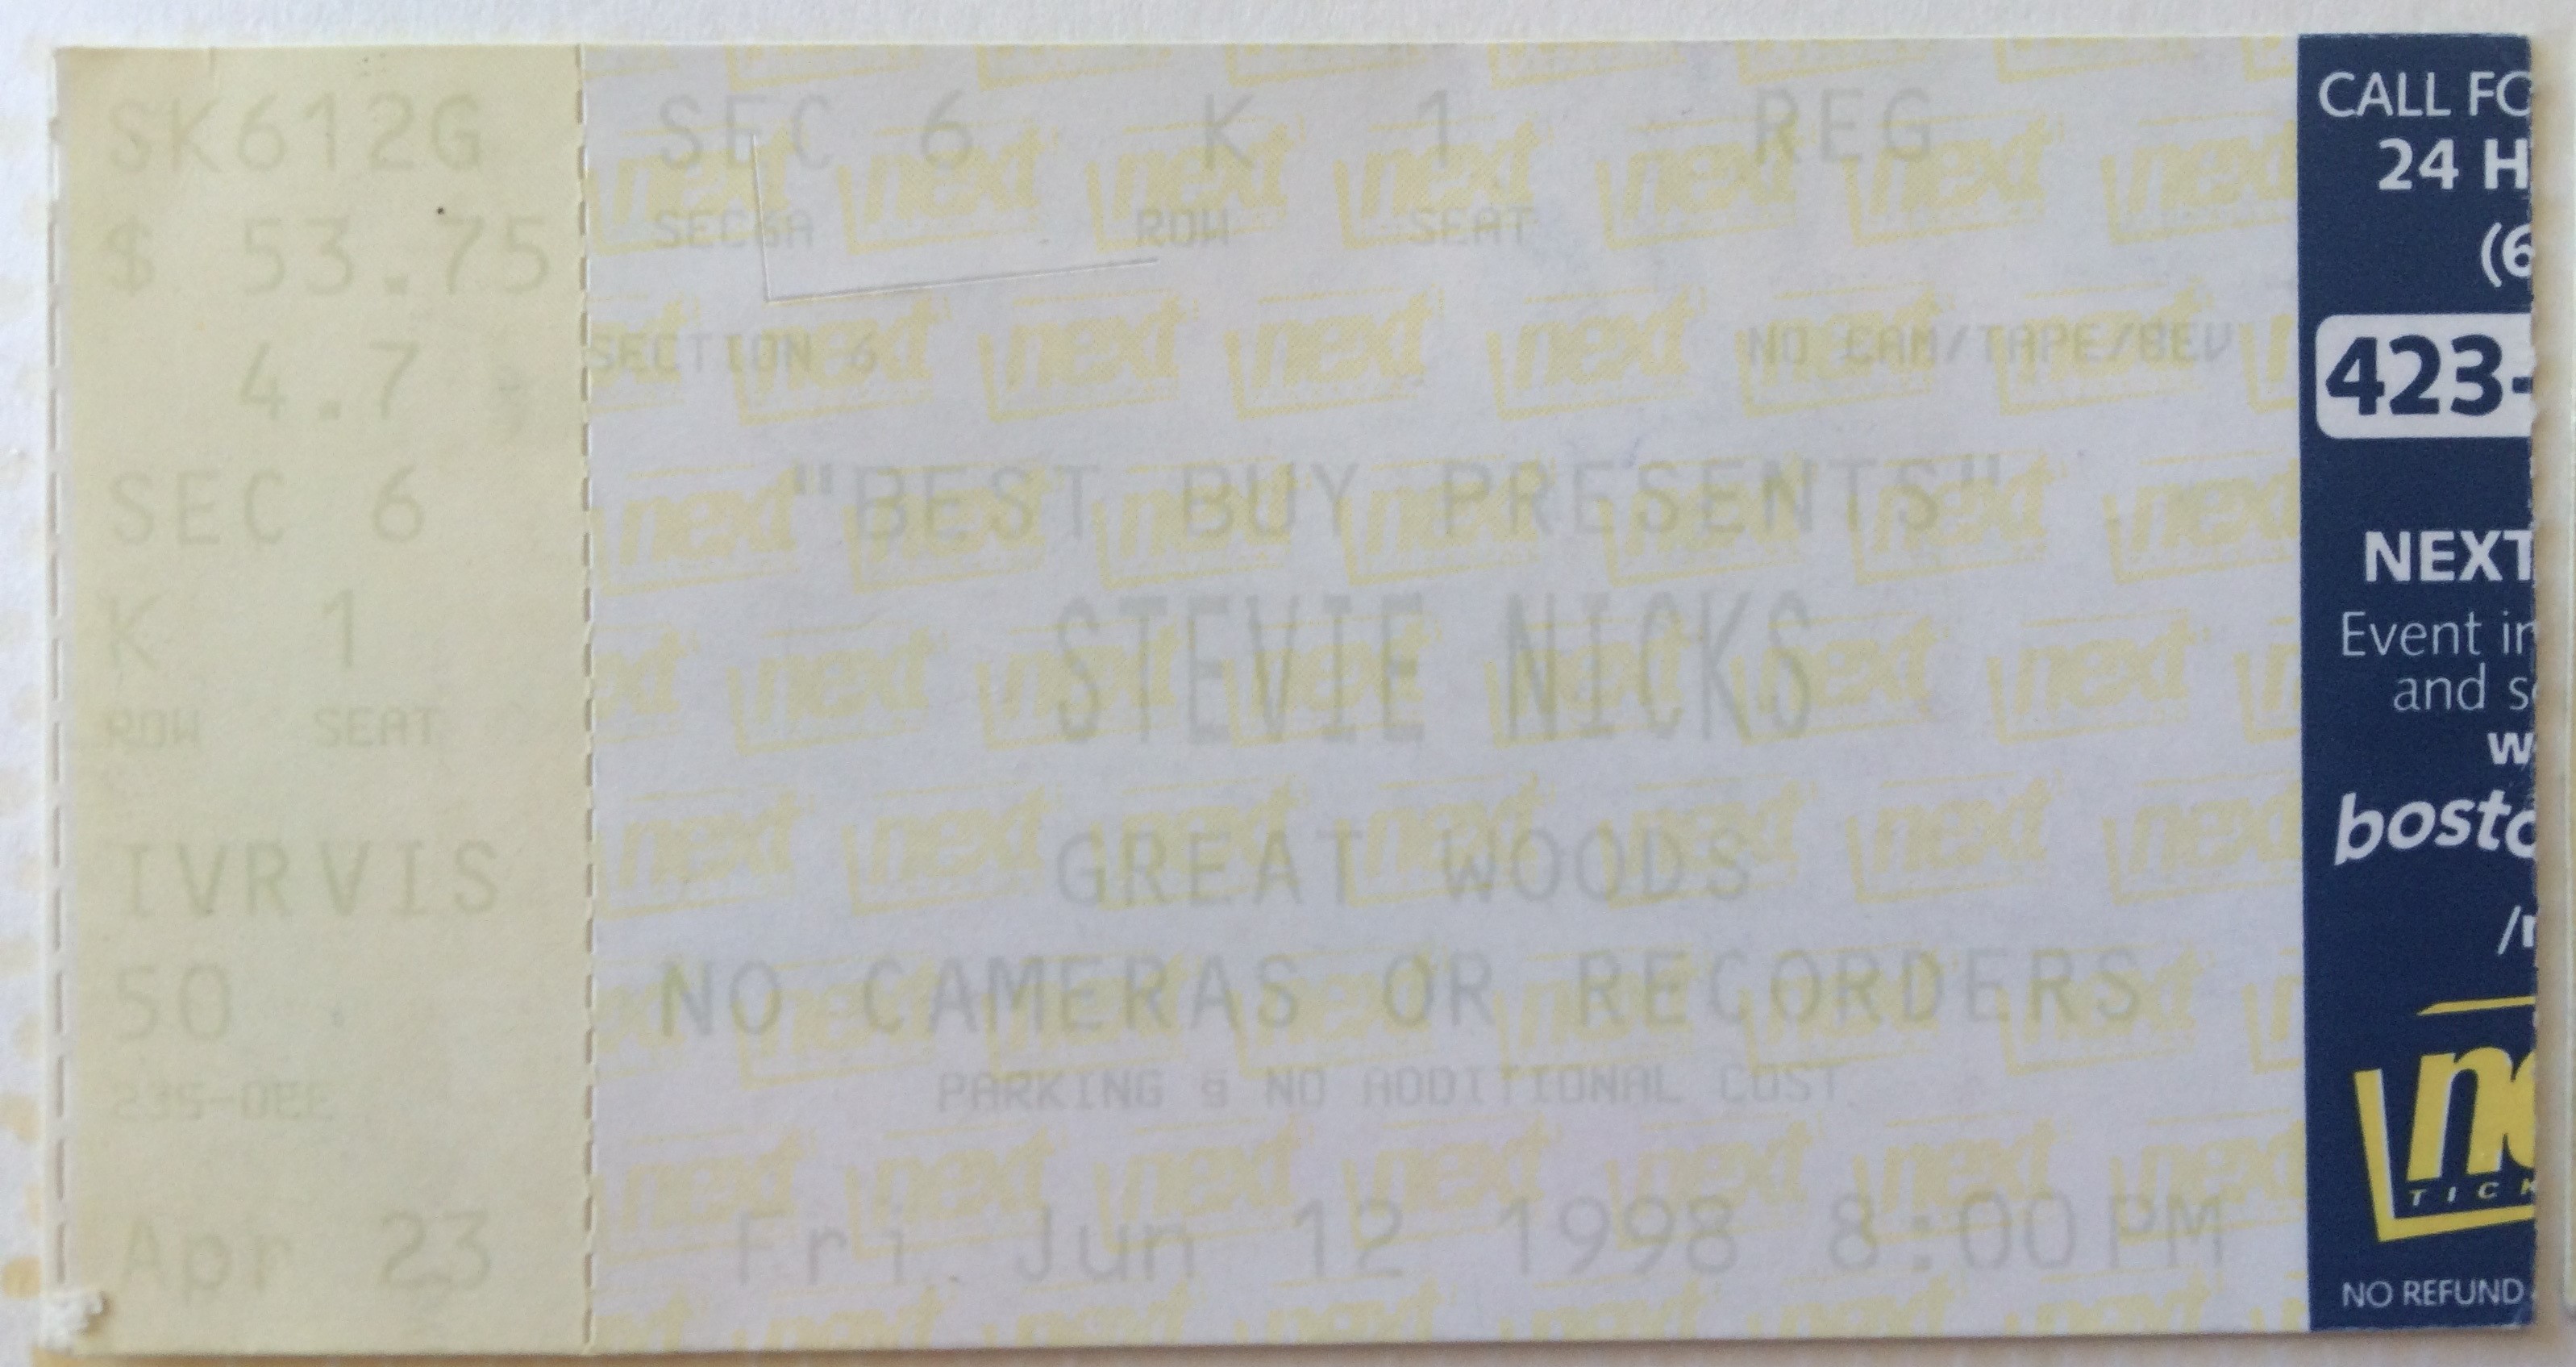 SK612G
$ 53.75
4.7
SEC 6
K 1
ROW SEAT
IVRVIS
50
Apr 23
SEC 6 K 1 REG
ROW SEAT
SECTION 6 NO CAM/TAPE/BEV
"BEST BUY PRESENTS"
STEVIE NICKS
GREAT WOODS
NO CAMERAS OR RECORDERS
PARKING @ NO ADDITIONAL COST
Fri Jun 12 1998 8:00PM
next
CALL FO
24 H
(6
423-
NEXT
Event in
and s
w
bosto
/
TICK
NO REFUND